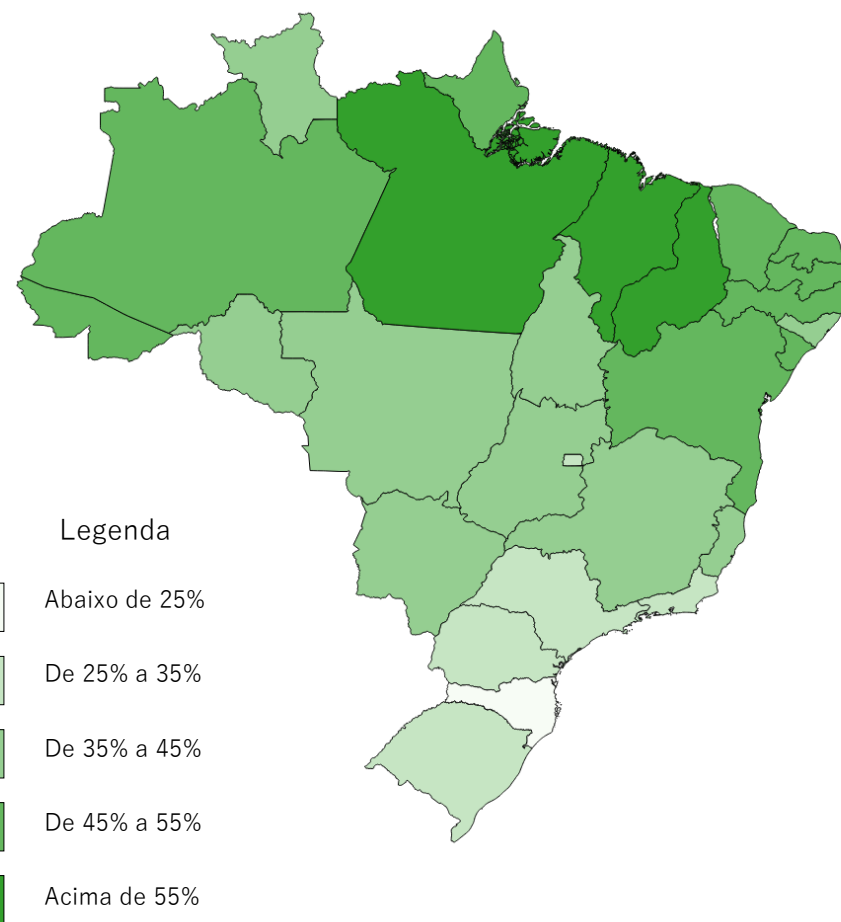 Legenda
Abaixo de 25%
De 25% a 35%
De 35% a 45%
De 45% a 55%
Acima de 55%